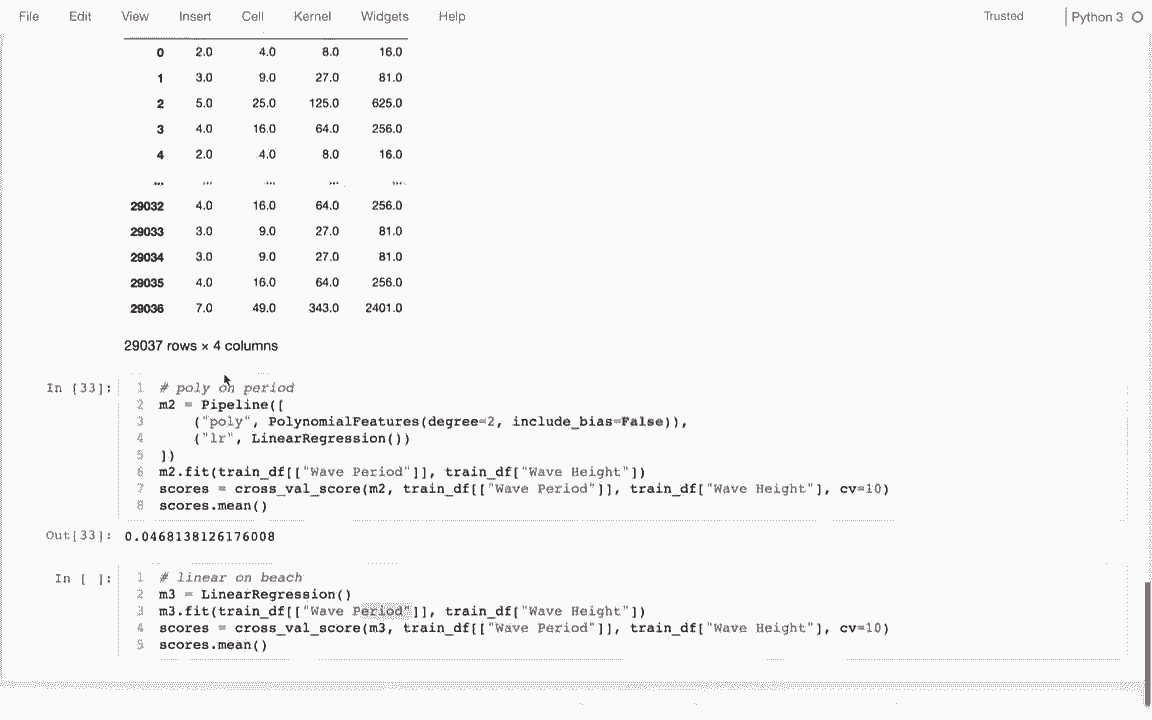 File Edit View Insert Cell Kernel Widgets Help Trusted Python 3
0 2.0 4.0 8.0 16.0
1 3.0 9.0 27.0 81.0
2 5.0 25.0 125.0 625.0
3 4.0 16.0 64.0 256.0
4 2.0 4.0 8.0 16.0
... ... ... ... ...
29032 4.0 16.0 64.0 256.0
29033 3.0 9.0 27.0 81.0
29034 3.0 9.0 27.0 81.0
29035 4.0 16.0 64.0 256.0
29036 7.0 49.0 343.0 2401.0
29037 rows × 4 columns
In [33]: 1 # poly on period
2 m2 = Pipeline([
3 ("poly", PolynomialFeatures(degree=2, include_bias=False)),
4 ("lr", LinearRegression())
5 ])
6 m2.fit(train_df[["Wave Period"]], train_df["Wave Height"])
7 scores = cross_val_score(m2, train_df[["Wave Period"]], train_df["Wave Height"], cv=10)
8 scores.mean()
Out[33]: 0.0468138126176008
In [ ]: 1 # linear on beach
2 m3 = LinearRegression()
3 m3.fit(train_df[["Wave Period"]], train_df["Wave Height"])
4 scores = cross_val_score(m3, train_df[["Wave Period"]], train_df["Wave Height"], cv=10)
5 scores.mean()